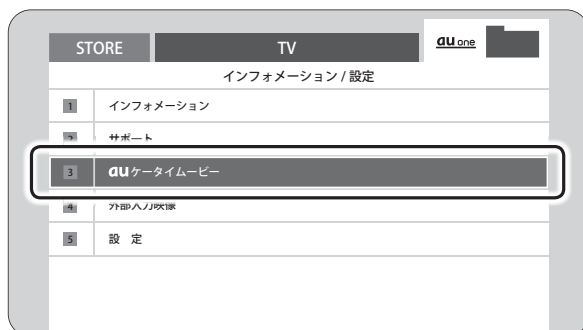 STORE TV au one
インフォメーション / 設定
1 インフォメーション
2 サポート
3 auケータイムービー
4 外部入力映像
5 設 定